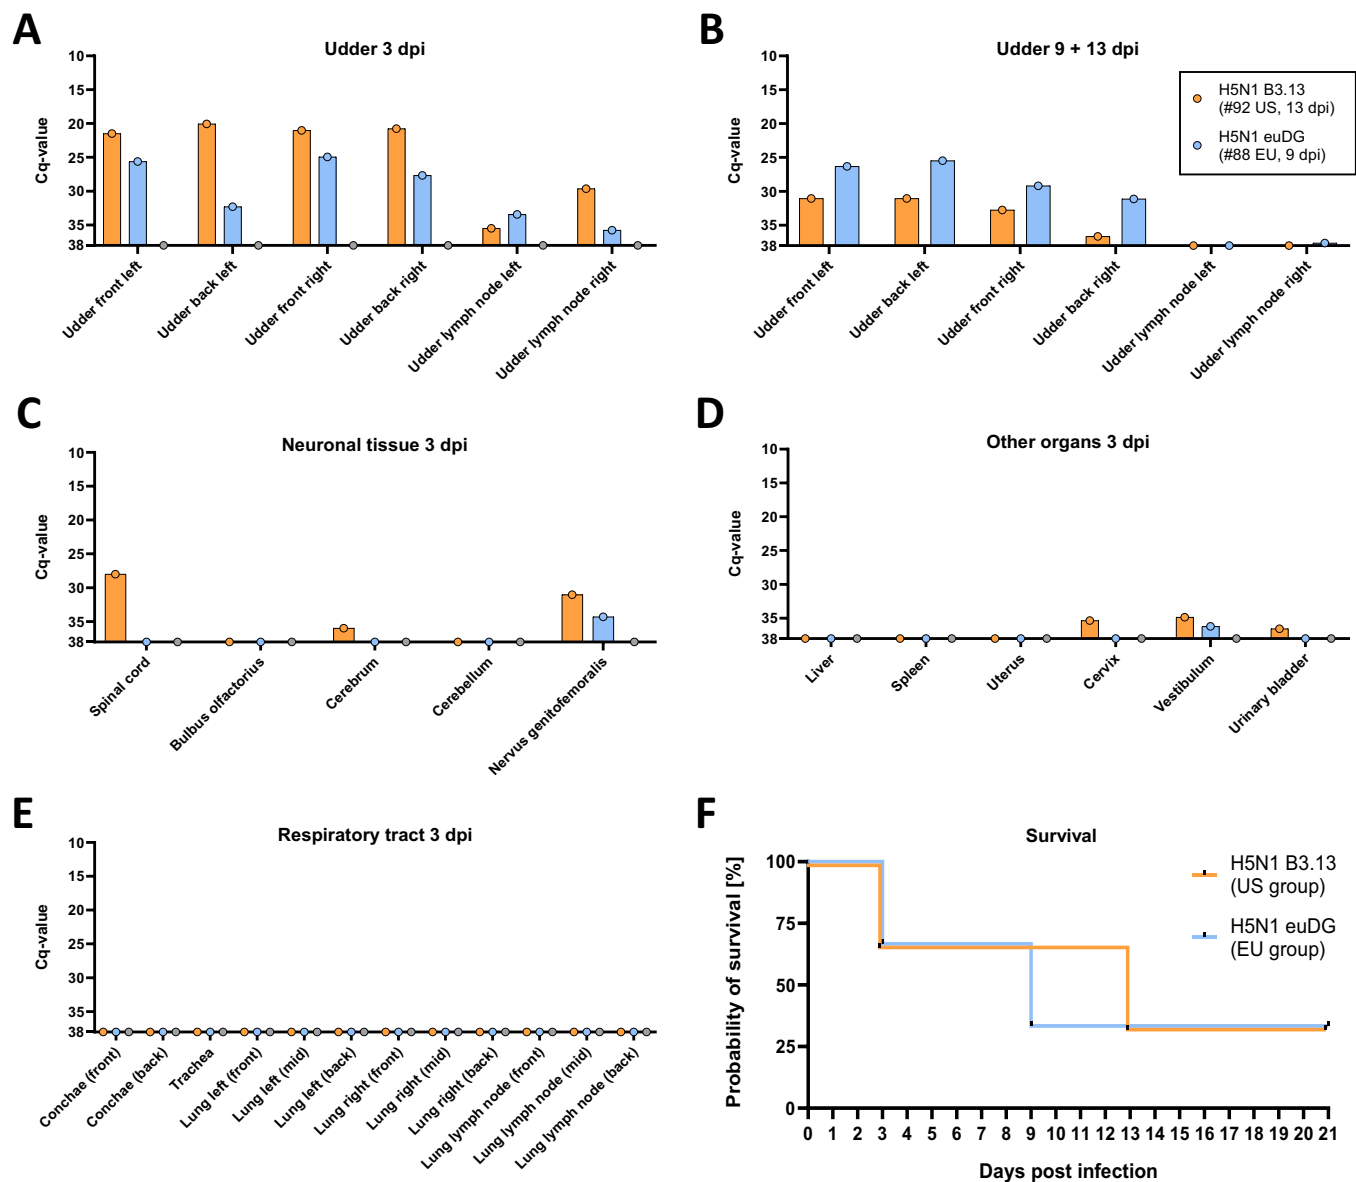 A
Udder 3 dpi
Cq-value
10
15
20
25
30
35
38
Udder front left
Udder back left
Udder front right
Udder back right
Udder lymph node left
Udder lymph node right
B
Udder 9 + 13 dpi
Cq-value
10
15
20
25
30
35
38
Udder front left
Udder back left
Udder front right
Udder back right
Udder lymph node left
Udder lymph node right
H5N1 B3.13
(#92 US, 13 dpi)
H5N1 euDG
(#88 EU, 9 dpi)
C
Neuronal tissue 3 dpi
Cq-value
10
15
20
25
30
35
38
Spinal cord
Bulbus olfactorius
Cerebrum
Cerebellum
Nervus genitofemoralis
D
Other organs 3 dpi
Cq-value
10
15
20
25
30
35
38
Liver
Spleen
Uterus
Cervix
Vestibulum
Urinary bladder
E
Respiratory tract 3 dpi
Cq-value
10
15
20
25
30
35
38
Conchae (front)
Conchae (back)
Trachea
Lung left (front)
Lung left (mid)
Lung left (back)
Lung right (front)
Lung right (mid)
Lung right (back)
Lung lymph node (front)
Lung lymph node (mid)
Lung lymph node (back)
F
Survival
Probability of survival [%]
100
75
50
25
0
0 1 2 3 4 5 6 7 8 9 10 11 12 13 14 15 16 17 18 19 20 21
Days post infection
H5N1 B3.13
(US group)
H5N1 euDG
(EU group)